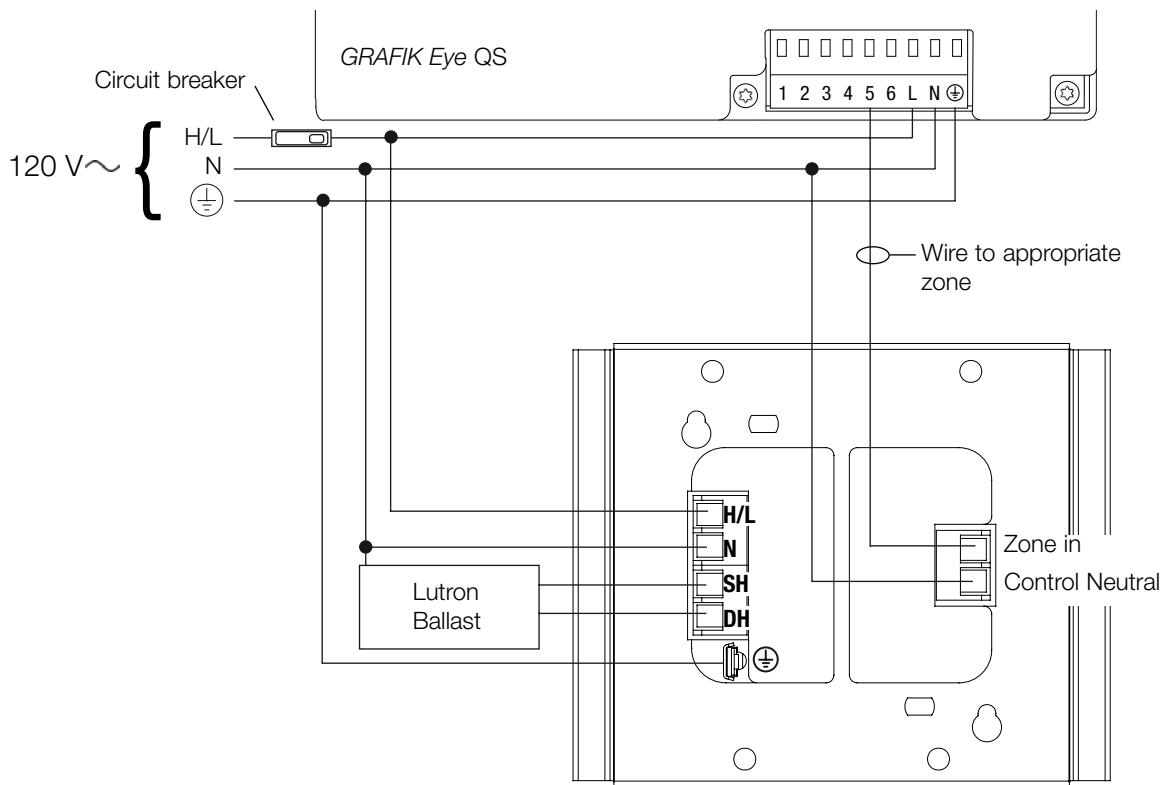 GRAFIK Eye QS
Circuit breaker
1 2 3 4 5 6 L N
H/L
120 V~
N
Wire to appropriate
zone
H/L
N
SH
DH
Lutron
Ballast
Zone in
Control Neutral